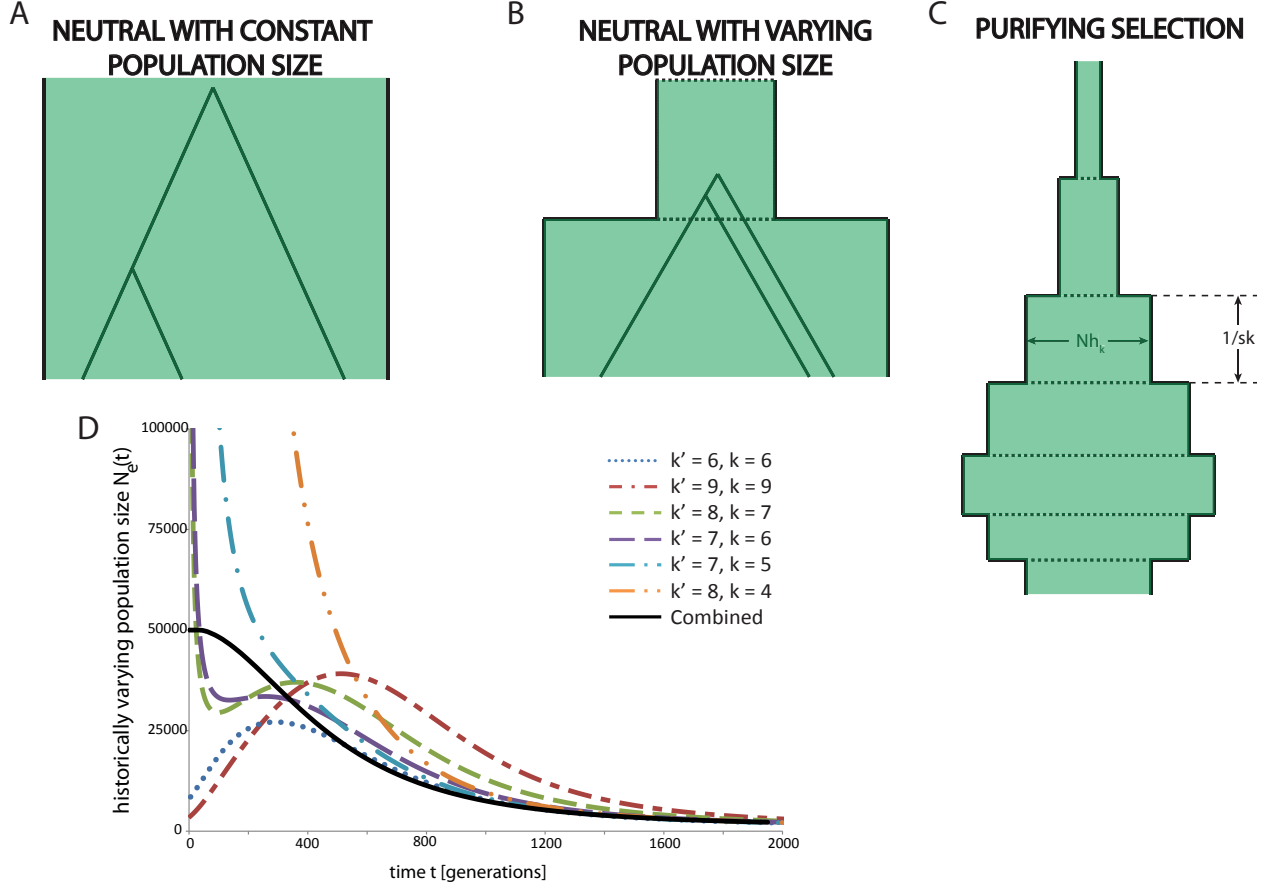 A
NEUTRAL WITH CONSTANT
POPULATION SIZE
B
NEUTRAL WITH VARYING
POPULATION SIZE
C
PURIFYING SELECTION
Nhk
1/sk
D
historically varying population size Ne(t)
100000
75000
50000
25000
0
0
400
800
1200
1600
2000
time t [generations]
k' = 6, k = 6
k' = 9, k = 9
k' = 8, k = 7
k' = 7, k = 6
k' = 7, k = 5
k' = 8, k = 4
Combined